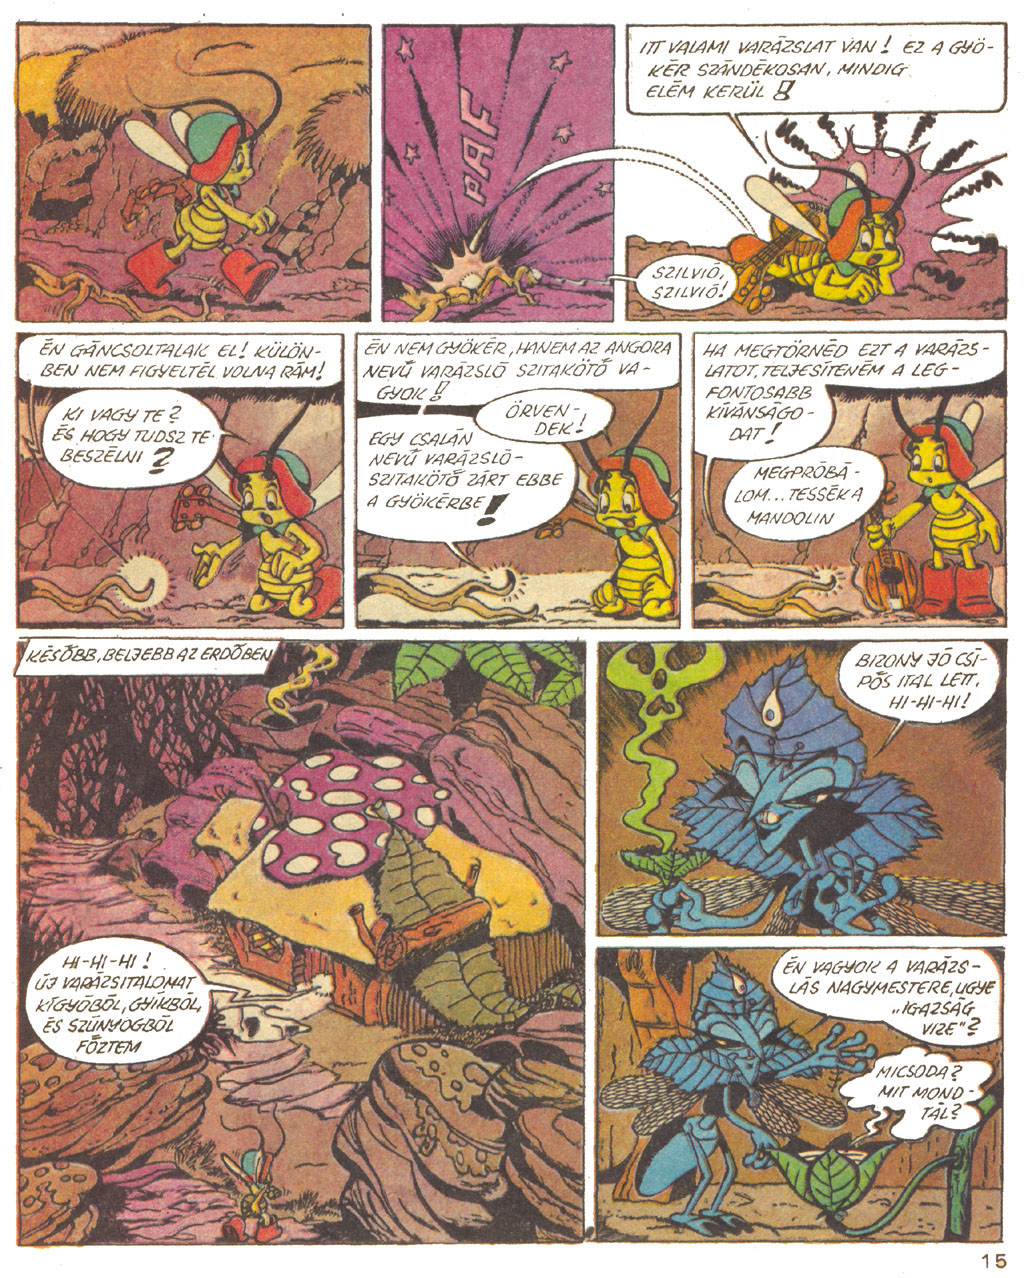 PAF
ITT VALAMI VARÁZSLAT VAN! EZ A GYÖ-
KÉR SZÁNDÉKOSAN, MINDIG
ELÉM KERÜL!!
SZILVIÓ,
SZILVIÓ!
ÉN GÁNCSOLTALAK EL! KÜLÖN-
BEN NEM FIGYELTÉL VOLNA RÁM!
KI VAGY TE?
ÉS HOGY TUDSZ TE
BESZÉLNI?
ÉN NEM GYÖKÉR, HANEM AZ ANGORA
NEVŰ VARÁZSLÓ SZITAKÖTŐ VA-
GYOK!!
ÖRVEN-
DEK!
EGY CSALÁN
NEVŰ VARÁZSLÓ-
SZITAKÖTŐ ZÁRT EBBE
A GYÖKÉRBE!
HA MEGTÖRNÉD EZT A VARÁZS-
LATOT, TELJESÍTENÉM A LEG-
FONTOSABB
KÍVÁNSÁGO-
DAT!
MEGPRÓBÁ-
LOM... TESSÉK A
MANDOLIN
KÉSŐBB, BELJEBB AZ ERDŐBEN
HI-HI-HI!
ÚJ VARÁZSITALOMAT
KÍGYÓBÓL, GYIKBÓL,
ÉS SZÚNYOGBÓL
FŐZTEM
BIZONY JÓ CSÍ-
PŐS ITAL LETT,
HI-HI-HI!
ÉN VAGYOK A VARÁZS-
LÁS NAGYMESTERE, UGYE
„IGAZSÁG
VIZE"?
MICSODA?
MIT MOND-
TÁL?
15